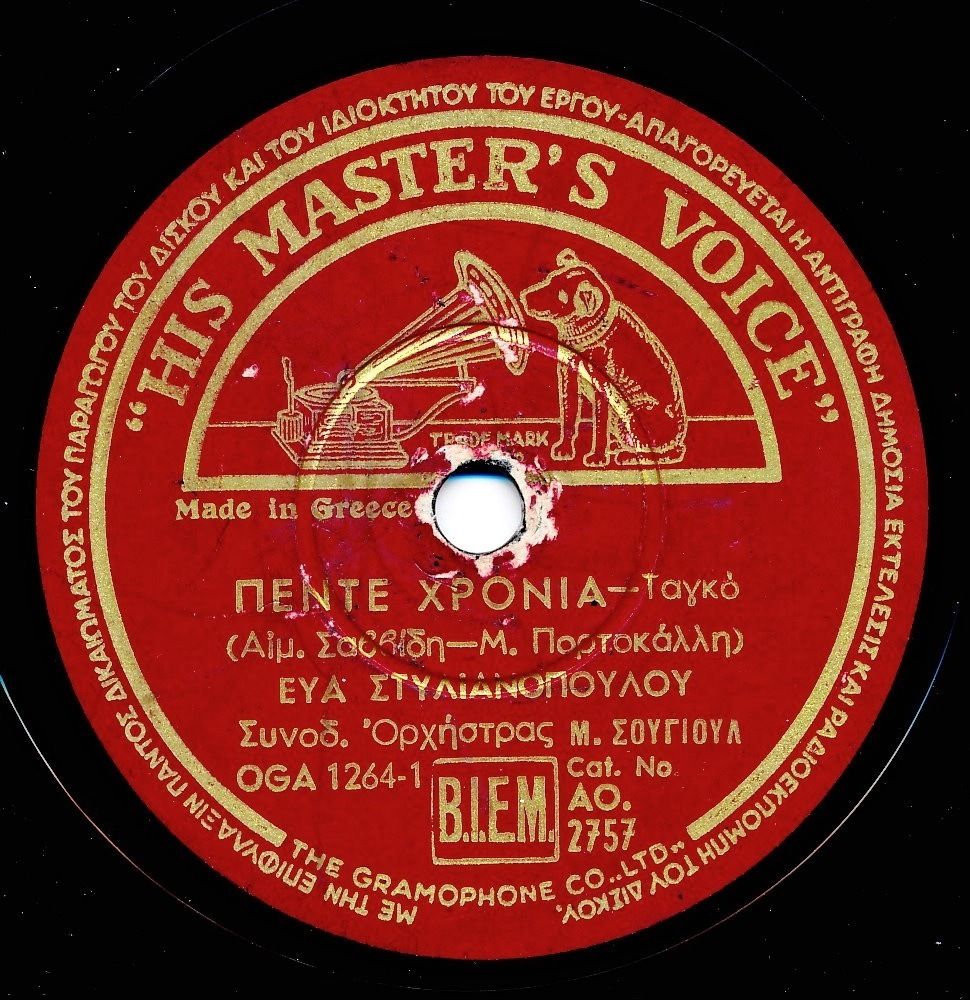 ΜΕ ΤΗΝ ΕΠΙΦΥΛΑΞΙΝ ΠΑΝΤΟΣ ΔΙΚΑΙΩΜΑΤΟΣ ΤΟΥ ΠΑΡΑΓΩΓΟΥ ΤΟΥ ΔΙΣΚΟΥ ΚΑΙ ΤΟΥ ΙΔΙΟΚΤΗΤΟΥ ΤΟΥ ΕΡΓΟΥ-ΑΠΑΓΟΡΕΥΕΤΑΙ Η ΑΝΤΙΓΡΑΦΗ ΔΗΜΟΣΙΑ ΕΚΤΕΛΕΣΙΣ ΚΑΙ ΡΑΔΙΟΕΚΠΟΜΠΗ ΤΟΥ ΔΙΣΚΟΥ,
“HIS MASTER'S VOICE”
TRADE MARK
Made in Greece
ΠΕΝΤΕ ΧΡΟΝΙΑ—Ταγκὸ
(Αἰμ. Σαββίδη—Μ. Πορτοκάλλη)
ΕΥΑ ΣΤΥΛΙΑΝΟΠΟΥΛΟΥ
Συνοδ. Ὀρχήστρας Μ. ΣΟΥΓΙΟΥΛ
OGA 1264-1
B.I.E.M.
Cat. No
AO.
2757
THE GRAMOPHONE CO., LTD.,